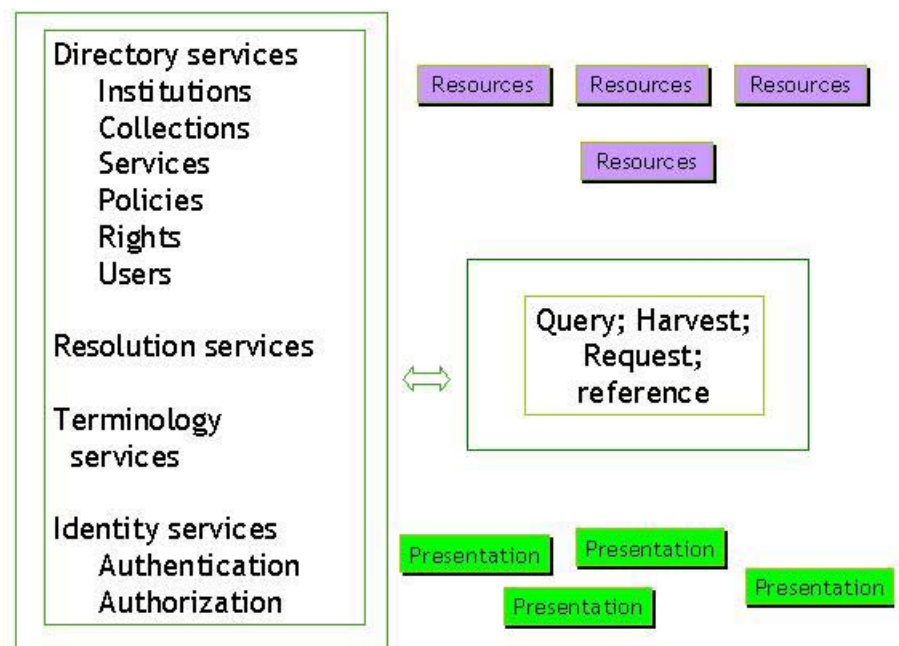 Directory services
Institutions
Collections
Services
Policies
Rights
Users
Resolution services
Terminology
services
Identity services
Authentication
Authorization
Resources
Resources
Resources
Resources
Query; Harvest;
Request;
reference
Presentation
Presentation
Presentation
Presentation